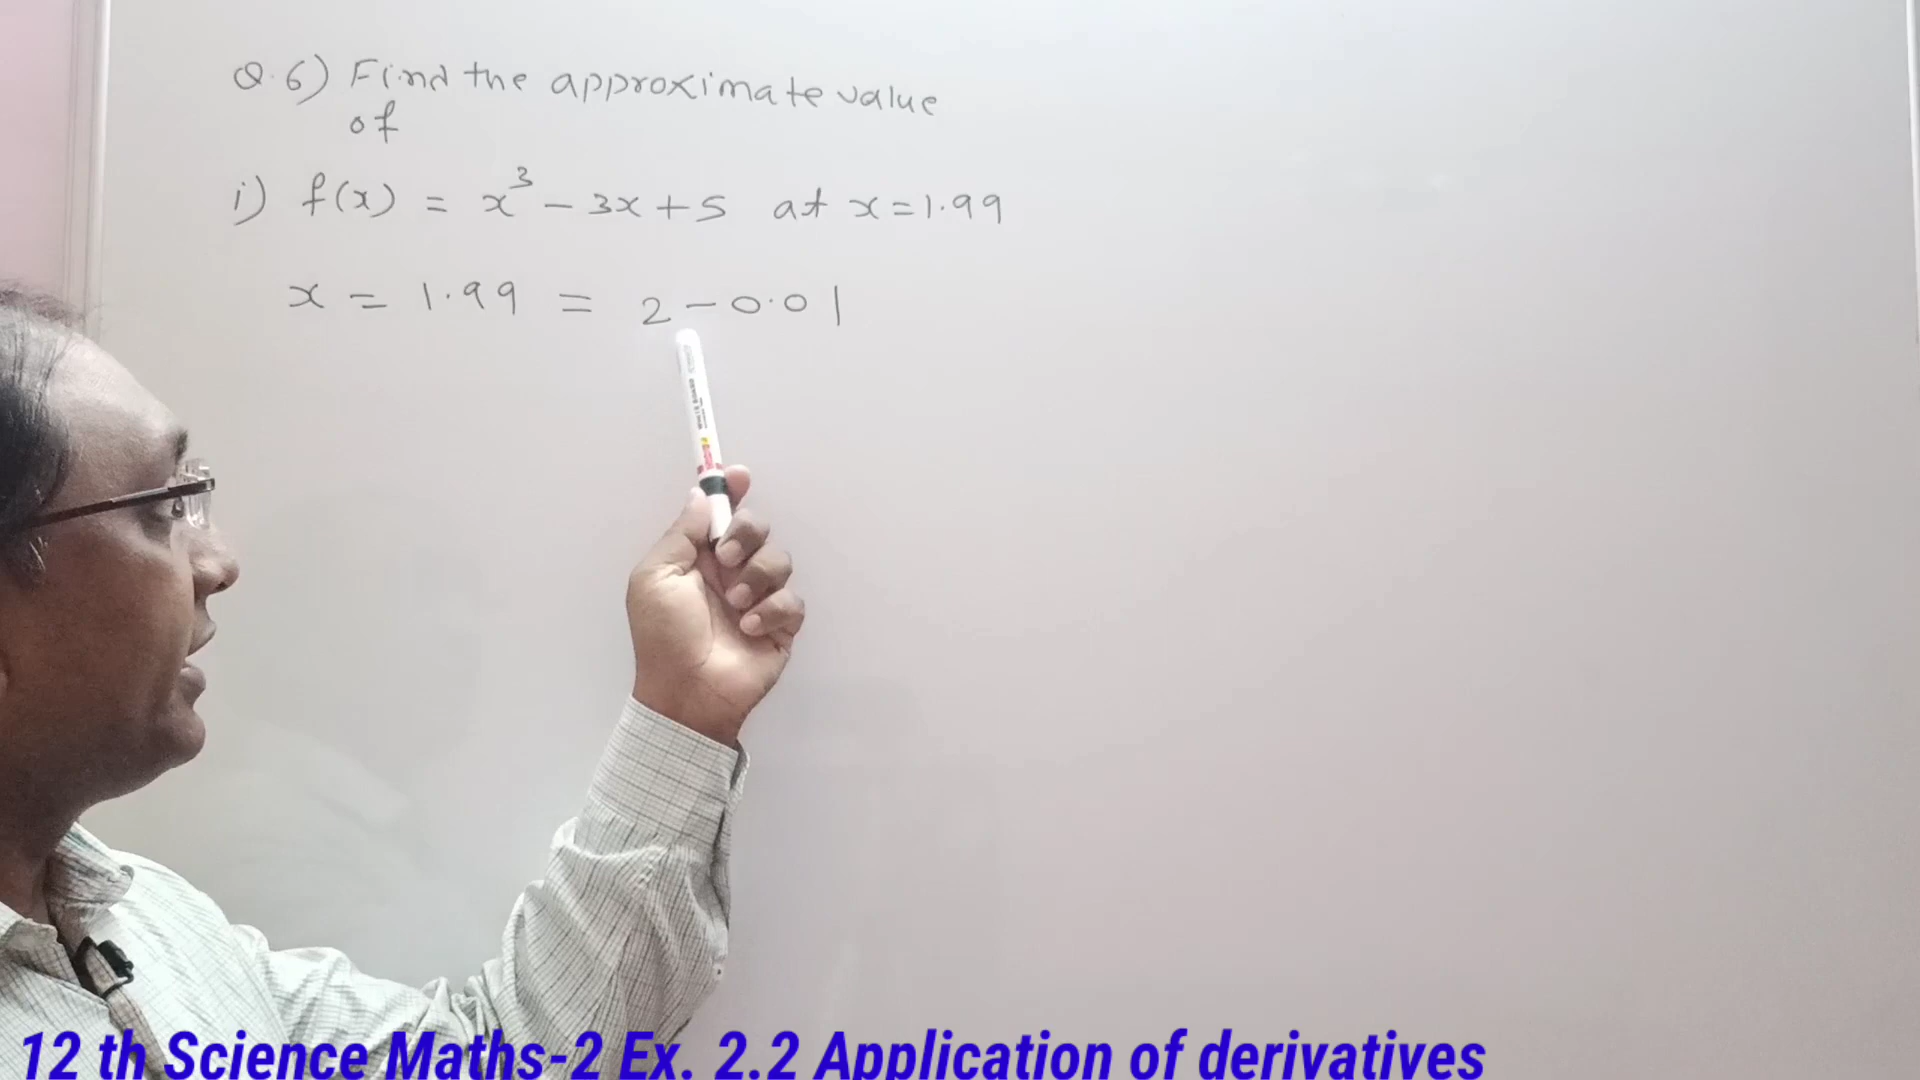 Q.6) Find the approximate value
of
i) f(x) = x³ - 3x + 5 at x = 1.99
x = 1.99 = 2 - 0.01
12 th Science Maths-2 Ex. 2.2 Application of derivatives